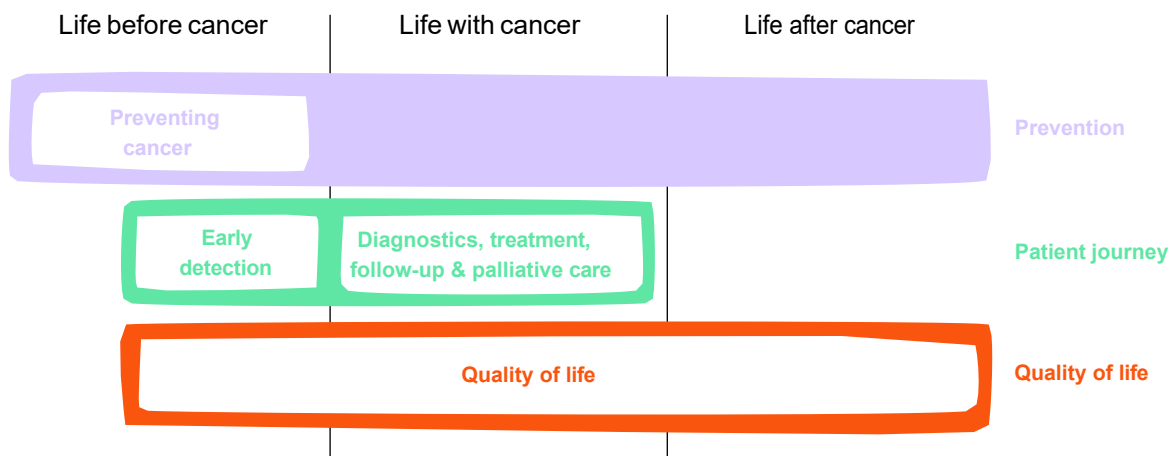 Life before cancer
Life with cancer
Life after cancer
Preventing
cancer
Prevention
Early
detection
Diagnostics, treatment,
follow-up & palliative care
Patient journey
Quality of life
Quality of life